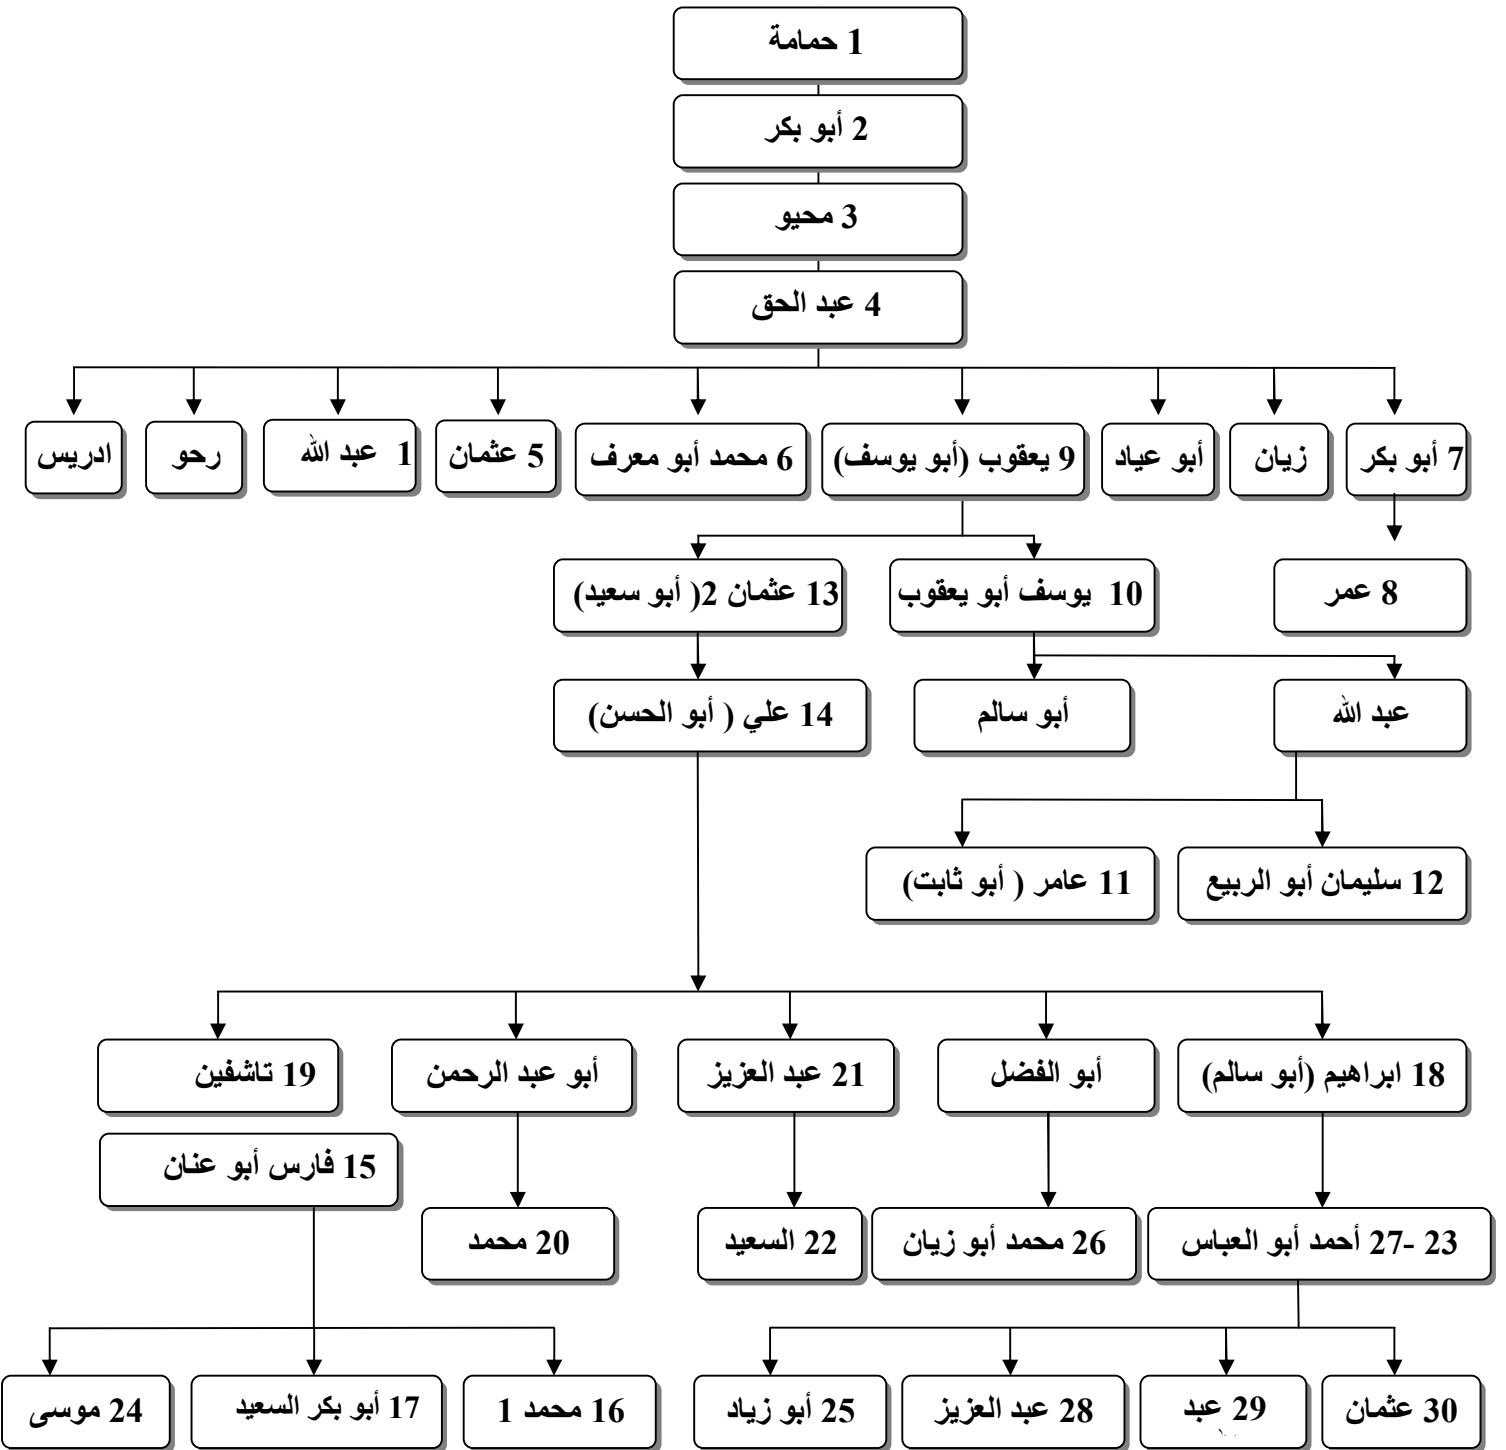 1 حمامة
2 أبو بكر
3 محيو
4 عبد الحق
7 أبو بكر
زيان
أبو عياد
9 يعقوب (أبو يوسف)
6 محمد أبو معرف
5 عثمان
1 عبد الله
رحو
ادريس
8 عمر
10 يوسف أبو يعقوب
13 عثمان 2( أبو سعيد)
عبد الله
أبو سالم
14 علي ( أبو الحسن)
12 سليمان أبو الربيع
11 عامر ( أبو ثابت)
18 ابراهيم (أبو سالم)
أبو الفضل
21 عبد العزيز
أبو عبد الرحمن
19 تاشفين
15 فارس أبو عنان
23 -27 أحمد أبو العباس
26 محمد أبو زيان
22 السعيد
20 محمد
30 عثمان
29 عبد
28 عبد العزيز
25 أبو زياد
16 محمد 1
17 أبو بكر السعيد
24 موسى